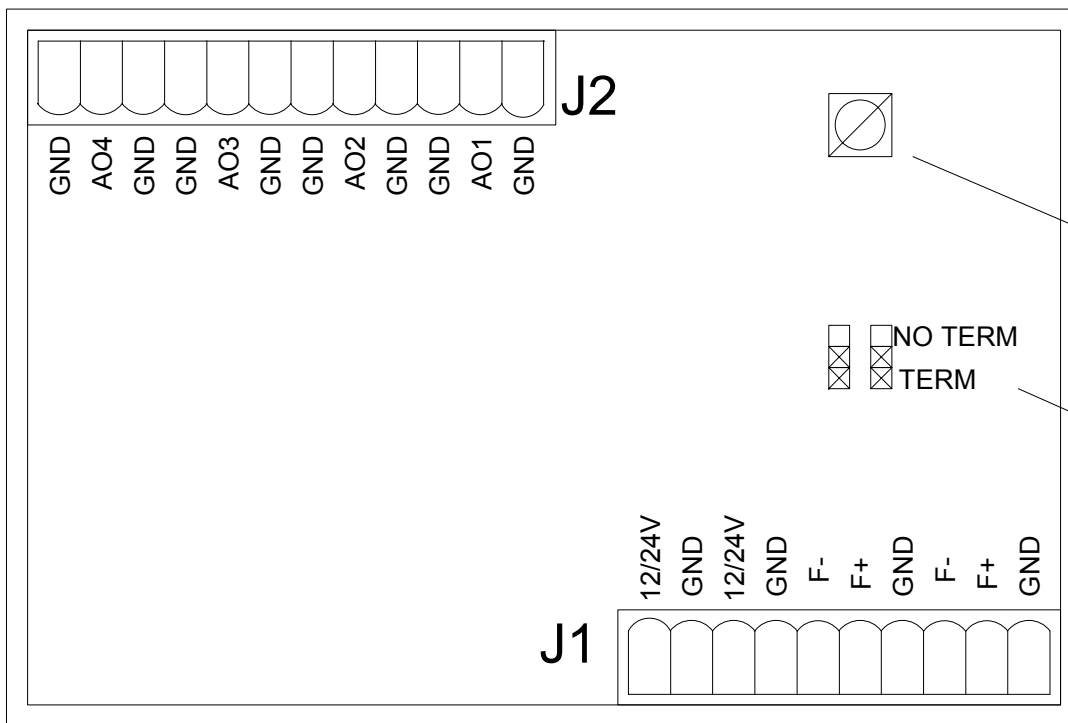 J2
GND AO4 GND GND AO3 GND GND AO2 GND GND AO1 GND
NO TERM
TERM
12/24V GND 12/24V GND F- F+ GND F- F+ GND
J1